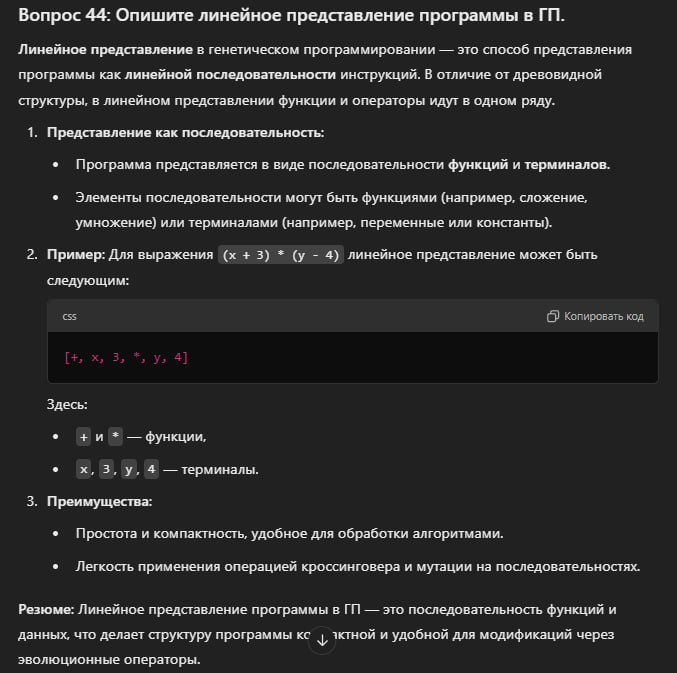 Вопрос 44: Опишите линейное представление программы в ГП.
Линейное представление в генетическом программировании — это способ представления
программы как линейной последовательности инструкций. В отличие от древовидной
структуры, в линейном представлении функции и операторы идут в одном ряду.
1. Представление как последовательность:
• Программа представляется в виде последовательности функций и терминалов.
• Элементы последовательности могут быть функциями (например, сложение,
умножение) или терминалами (например, переменные или константы).
2. Пример: Для выражения (x + 3) * (y - 4) линейное представление может быть
следующим:
css Копировать код
[+, x, 3, *, y, 4]
Здесь:
• + и * — функции,
• x, 3, y, 4 — терминалы.
3. Преимущества:
• Простота и компактность, удобное для обработки алгоритмами.
• Легкость применения операцией кроссинговера и мутации на последовательностях.
Резюме: Линейное представление программы в ГП — это последовательность функций и
данных, что делает структуру программы и удобной для модификаций через
эволюционные операторы.